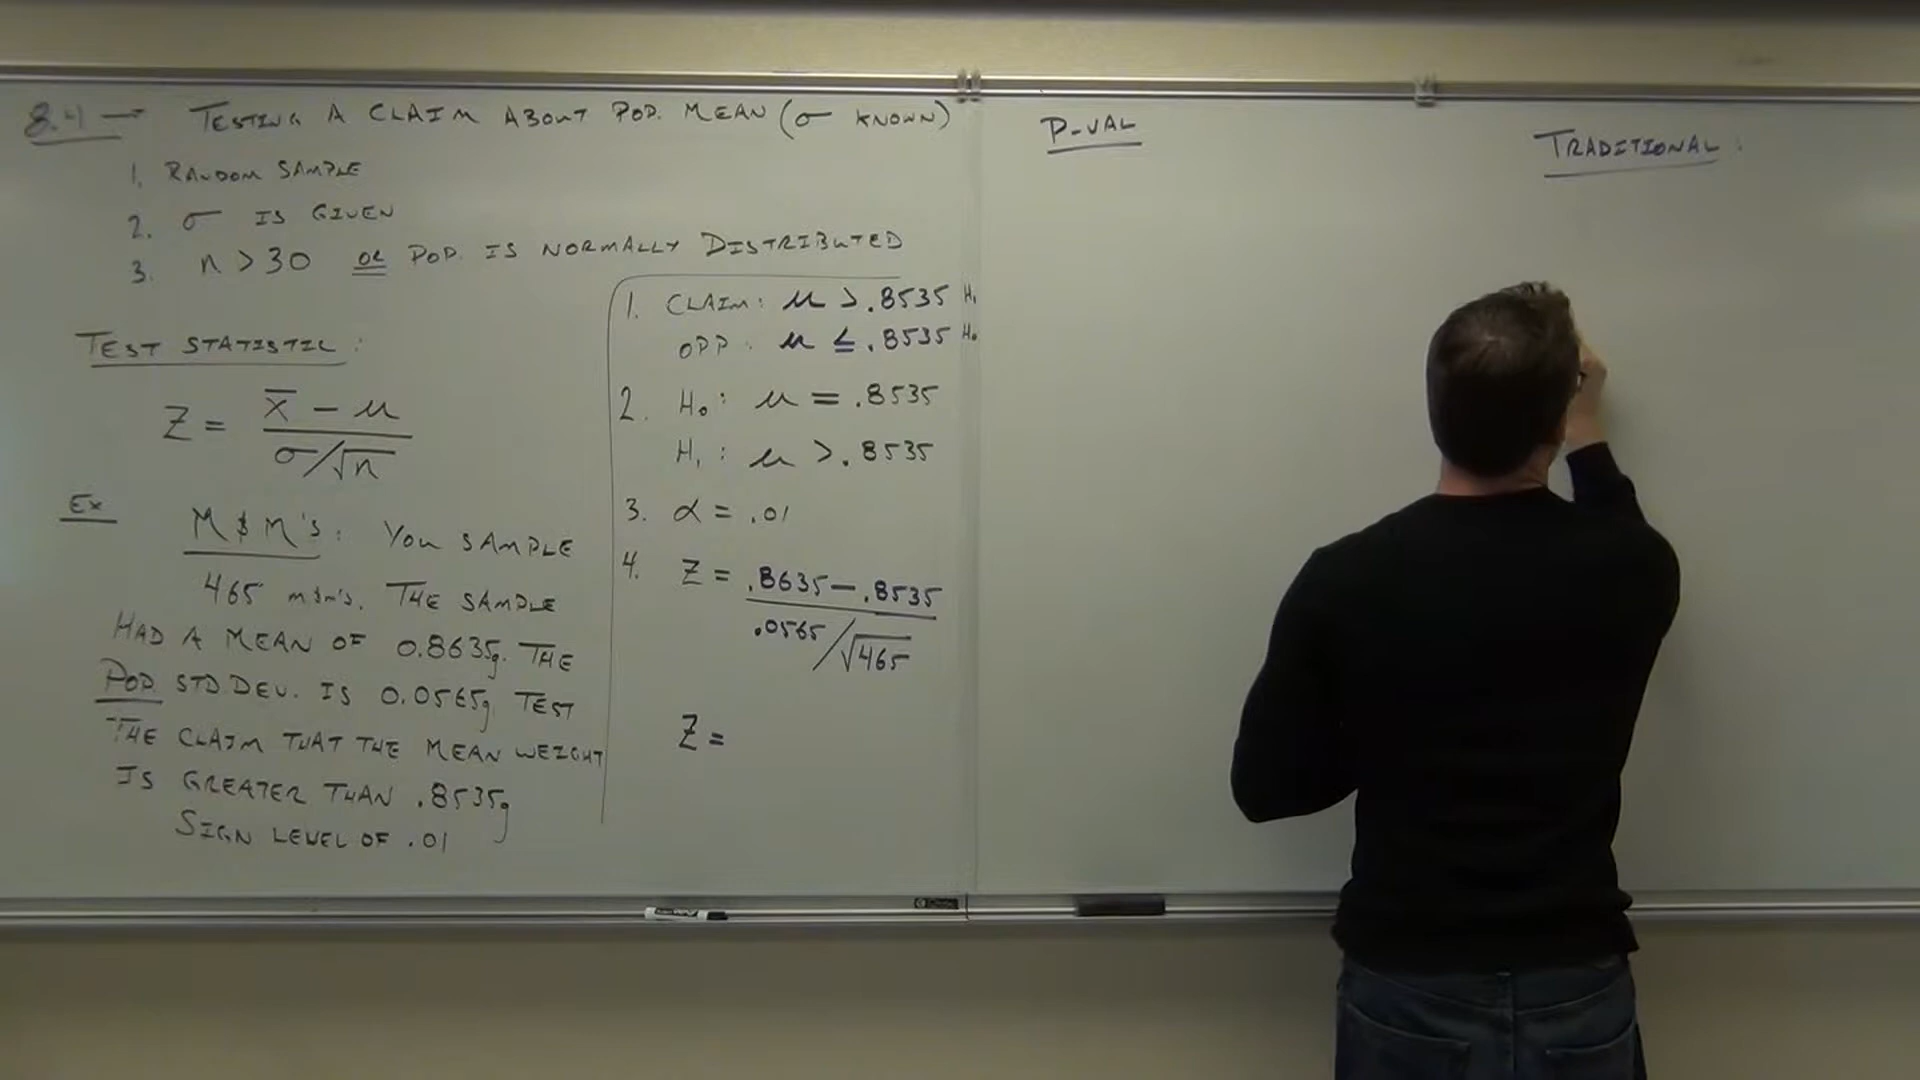 8.4 → TESTING A CLAIM ABOUT POP. MEAN (σ KNOWN)
1. RANDOM SAMPLE
2. σ IS GIVEN
3. n > 30 OR POP. IS NORMALLY DISTRIBUTED
TEST STATISTIC:
Z = (x̄ - μ) / (σ/√n)
Ex M&M'S: YOU SAMPLE
465 m&m's. THE SAMPLE
HAD A MEAN OF 0.8635g. THE
POP. STD. DEV. IS 0.0565g TEST
THE CLAIM THAT THE MEAN WEIGHT
IS GREATER THAN .8535g
SIGN LEVEL OF .01
1. CLAIM: μ > .8535 H₁
OPP: μ ≤ .8535 H₀
2. H₀: μ = .8535
H₁: μ > .8535
3. α = .01
4. Z = (.8635 - .8535) / (.0565/√465)
Z =
P-VAL
TRADITIONAL: